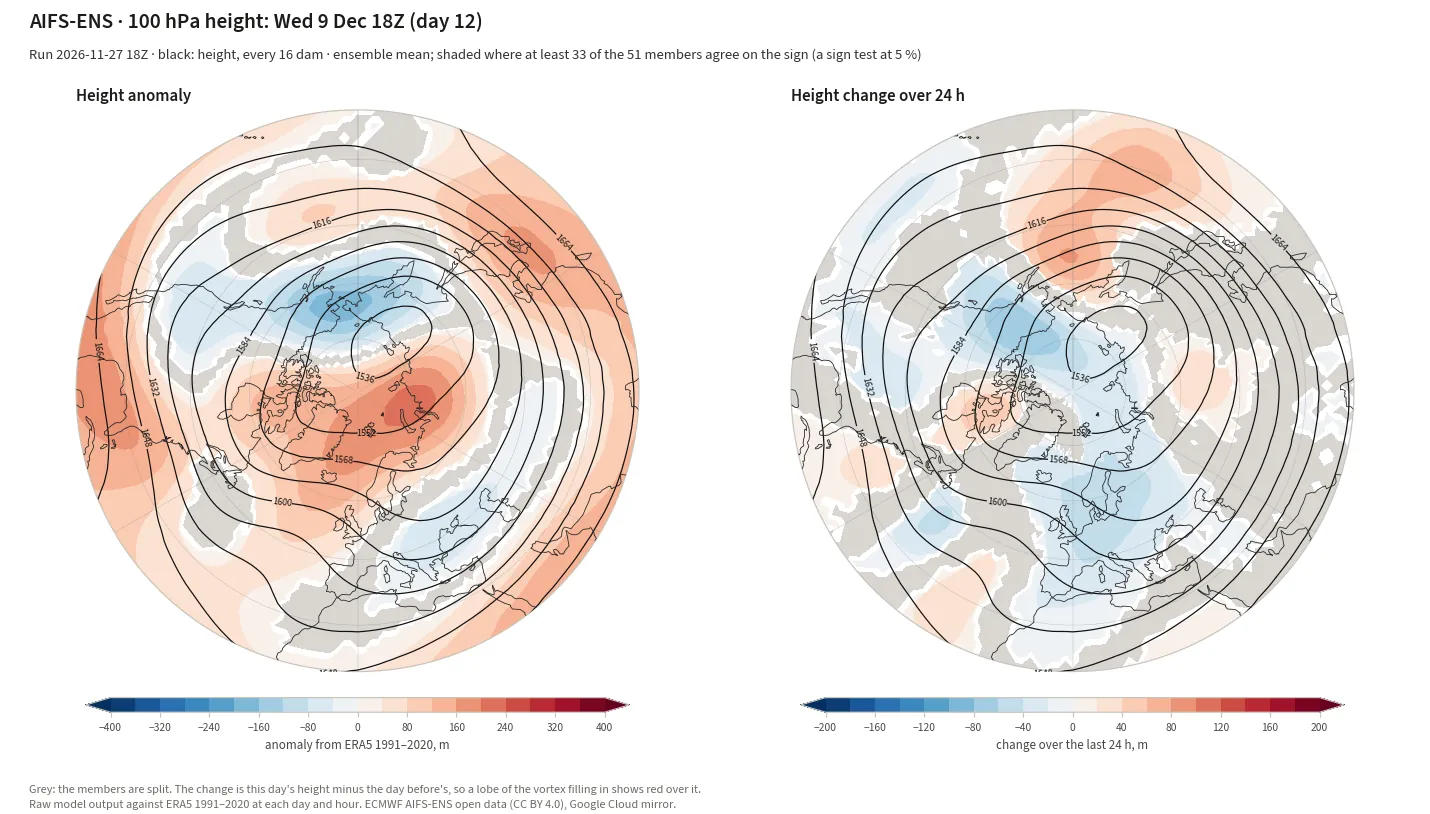 AIFS-ENS · 100 hPa height: Wed 9 Dec 18Z (day 12)
Run 2026-11-27 18Z · black: height, every 16 dam · ensemble mean; shaded where at least 33 of the 51 members agree on the sign (a sign test at 5 %)
Height anomaly
Height change over 24 h
1616
1664
1584
1536
1664
1632
1648
1552
1568
1600
1616
1664
1584
1536
1664
1632
1648
1552
1568
1600
−400 −320 −240 −160 −80 0 80 160 240 320 400
anomaly from ERA5 1991–2020, m
−200 −160 −120 −80 −40 0 40 80 120 160 200
change over the last 24 h, m
Grey: the members are split. The change is this day's height minus the day before's, so a lobe of the vortex filling in shows red over it.
Raw model output against ERA5 1991–2020 at each day and hour. ECMWF AIFS-ENS open data (CC BY 4.0), Google Cloud mirror.